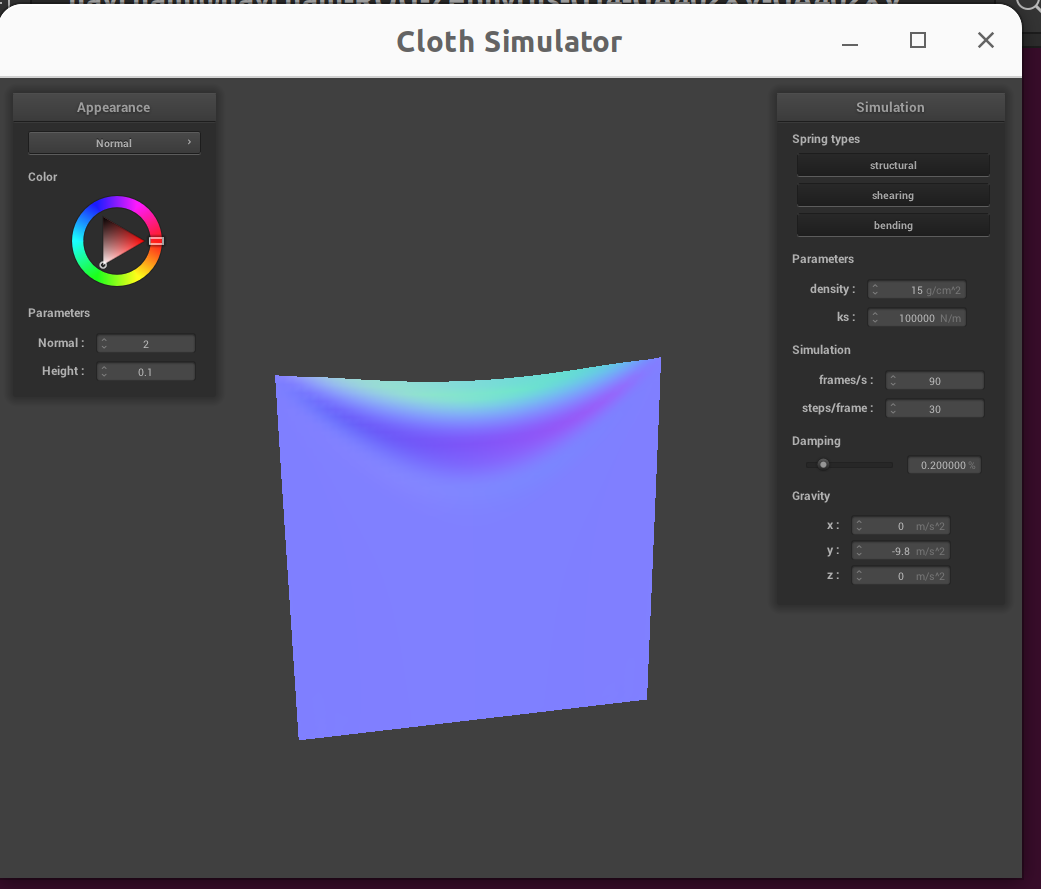 Cloth Simulator
Appearance
Normal
Color
Parameters
Normal : 2
Height : 0.1
Simulation
Spring types
structural
shearing
bending
Parameters
density : 15 g/cm^2
ks : 100000 N/m
Simulation
frames/s : 90
steps/frame : 30
Damping
0.200000 %
Gravity
x : 0 m/s^2
y : -9.8 m/s^2
z : 0 m/s^2